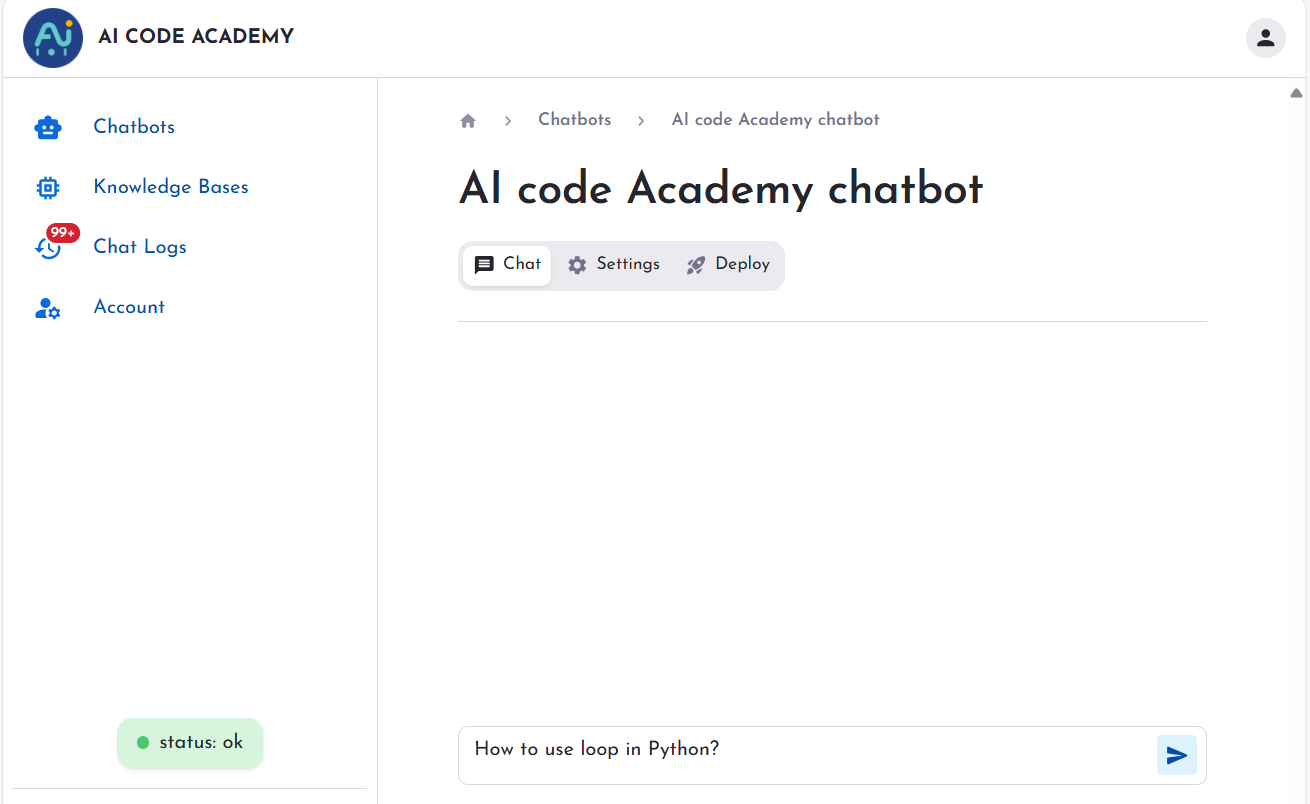 Ai
AI CODE ACADEMY
Chatbots
Knowledge Bases
99+
Chat Logs
Account
status: ok
Chatbots
AI code Academy chatbot
AI code Academy chatbot
Chat
Settings
Deploy
How to use loop in Python?